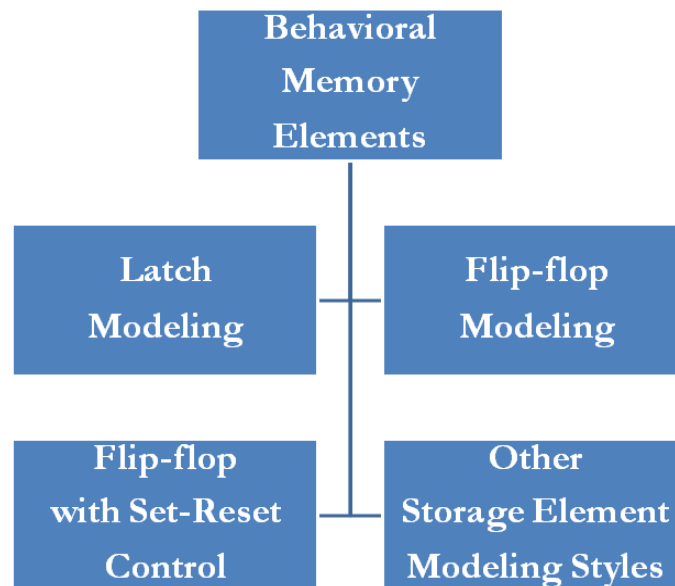 Behavioral
Memory
Elements
Latch
Modeling
Flip-flop
Modeling
Flip-flop
with Set-Reset
Control
Other
Storage Element
Modeling Styles